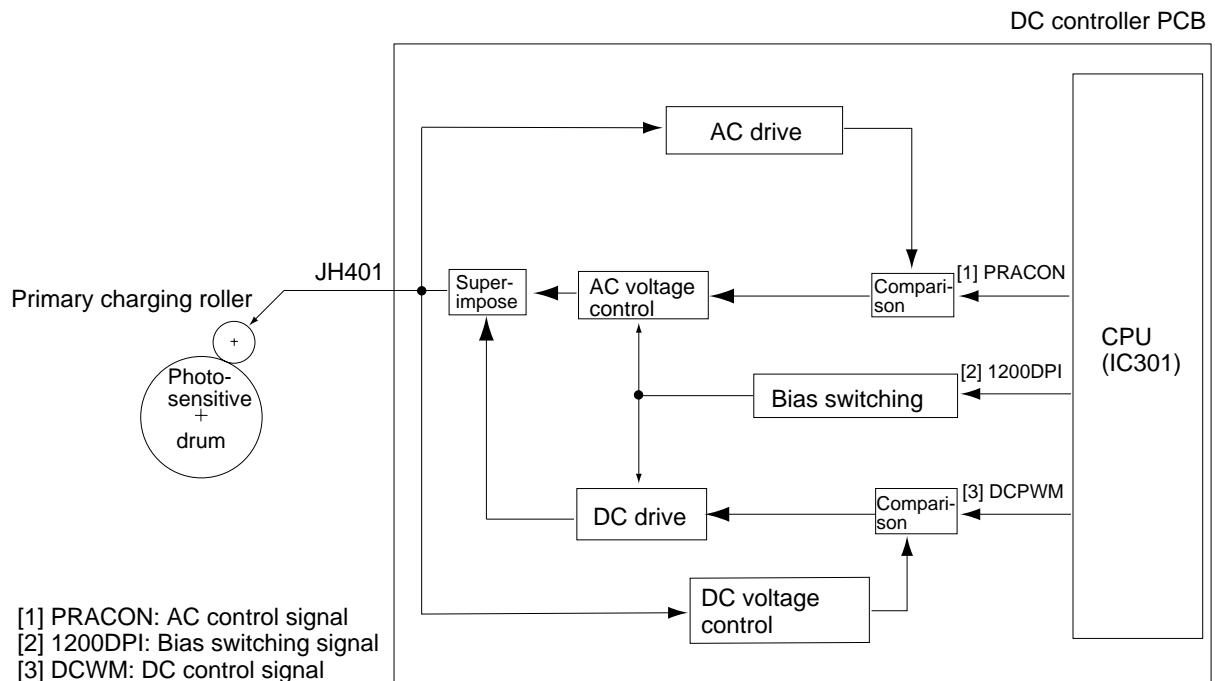 DC controller PCB
AC drive
JH401
Super-
impose
AC voltage
control
Compari-
son
[1] PRACON
Primary charging roller
+
CPU
(IC301)
Photo-
sensitive
+
drum
Bias switching
[2] 1200DPI
DC drive
Compari-
son
[3] DCPWM
DC voltage
control
[1] PRACON: AC control signal
[2] 1200DPI: Bias switching signal
[3] DCWM: DC control signal